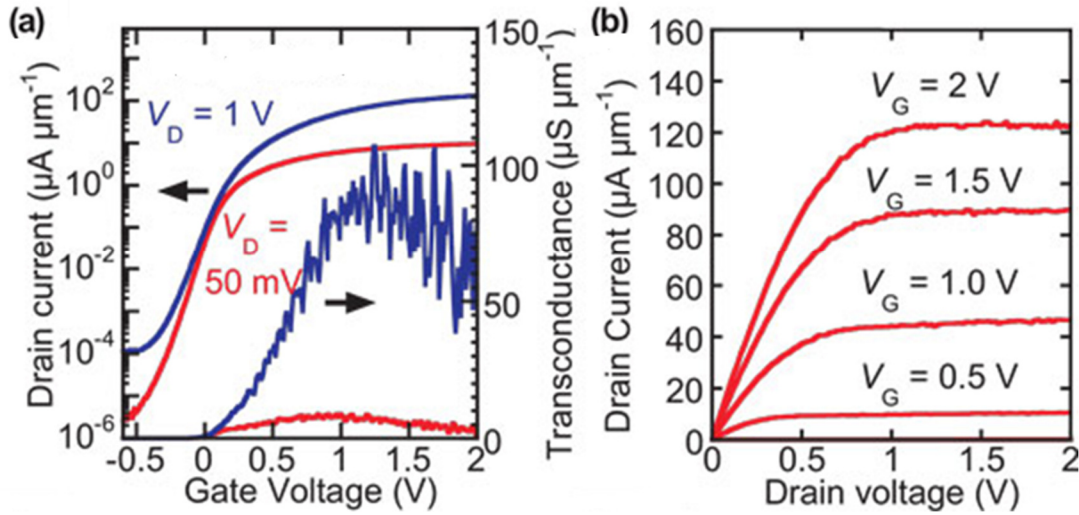 (a)
Drain current (µA µm⁻¹)
10²
10⁰
10⁻²
10⁻⁴
10⁻⁶
V_D = 1 V
V_D =
50 mV
150
100
50
0
Transconductance (µS µm⁻¹)
-0.5 0 0.5 1 1.5 2
Gate Voltage (V)
(b)
Drain Current (µA µm⁻¹)
160
140
120
100
80
60
40
20
0
V_G = 2 V
V_G = 1.5 V
V_G = 1.0 V
V_G = 0.5 V
0 0.5 1 1.5 2
Drain voltage (V)